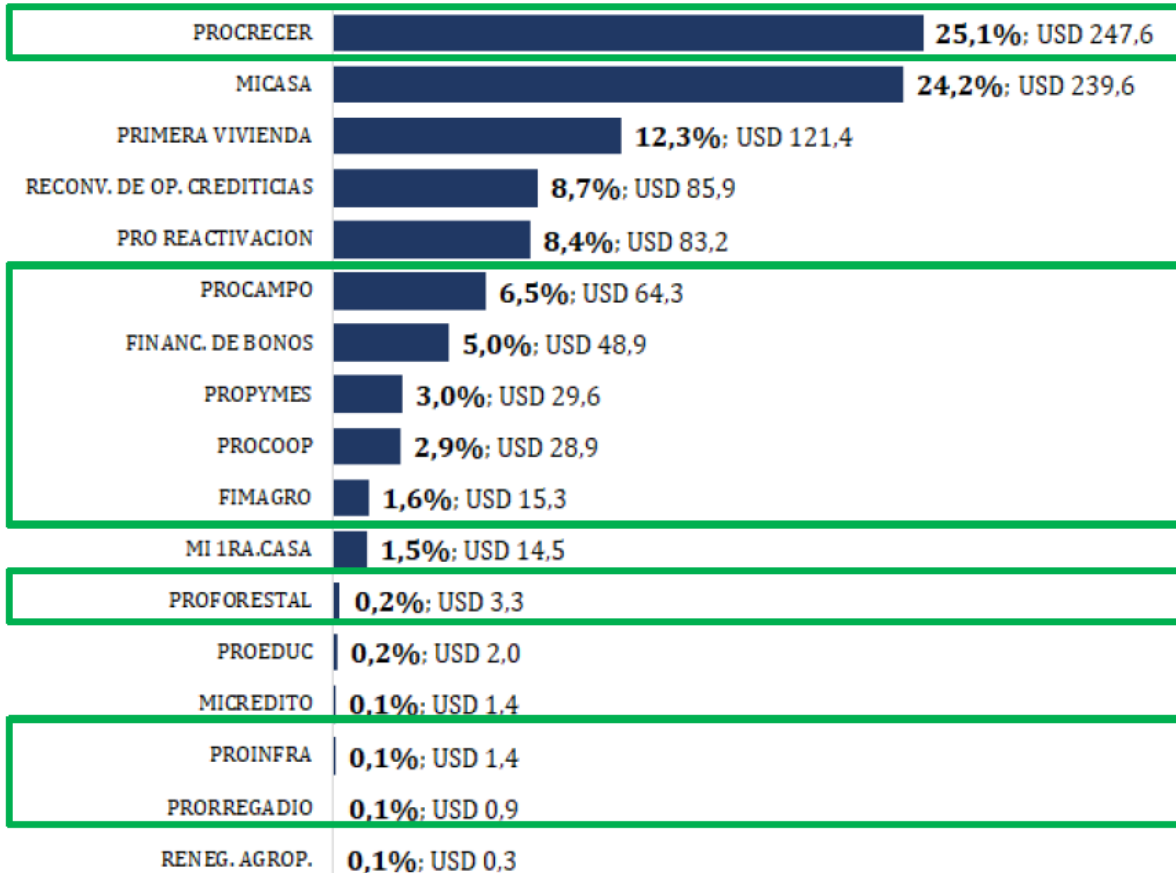 PROCRECER 25,1%; USD 247,6
MICASA 24,2%; USD 239,6
PRIMERA VIVIENDA 12,3%; USD 121,4
RECONV. DE OP. CREDITICIAS 8,7%; USD 85,9
PRO REACTIVACION 8,4%; USD 83,2
PROCAMPO 6,5%; USD 64,3
FINANC. DE BONOS 5,0%; USD 48,9
PROPYMES 3,0%; USD 29,6
PROCOOP 2,9%; USD 28,9
FIMAGRO 1,6%; USD 15,3
MI 1RA.CASA 1,5%; USD 14,5
PROFORESTAL 0,2%; USD 3,3
PROEDUC 0,2%; USD 2,0
MICREDITO 0,1%; USD 1,4
PROINFRA 0,1%; USD 1,4
PRORREGADIO 0,1%; USD 0,9
RENEG. AGROP. 0,1%; USD 0,3